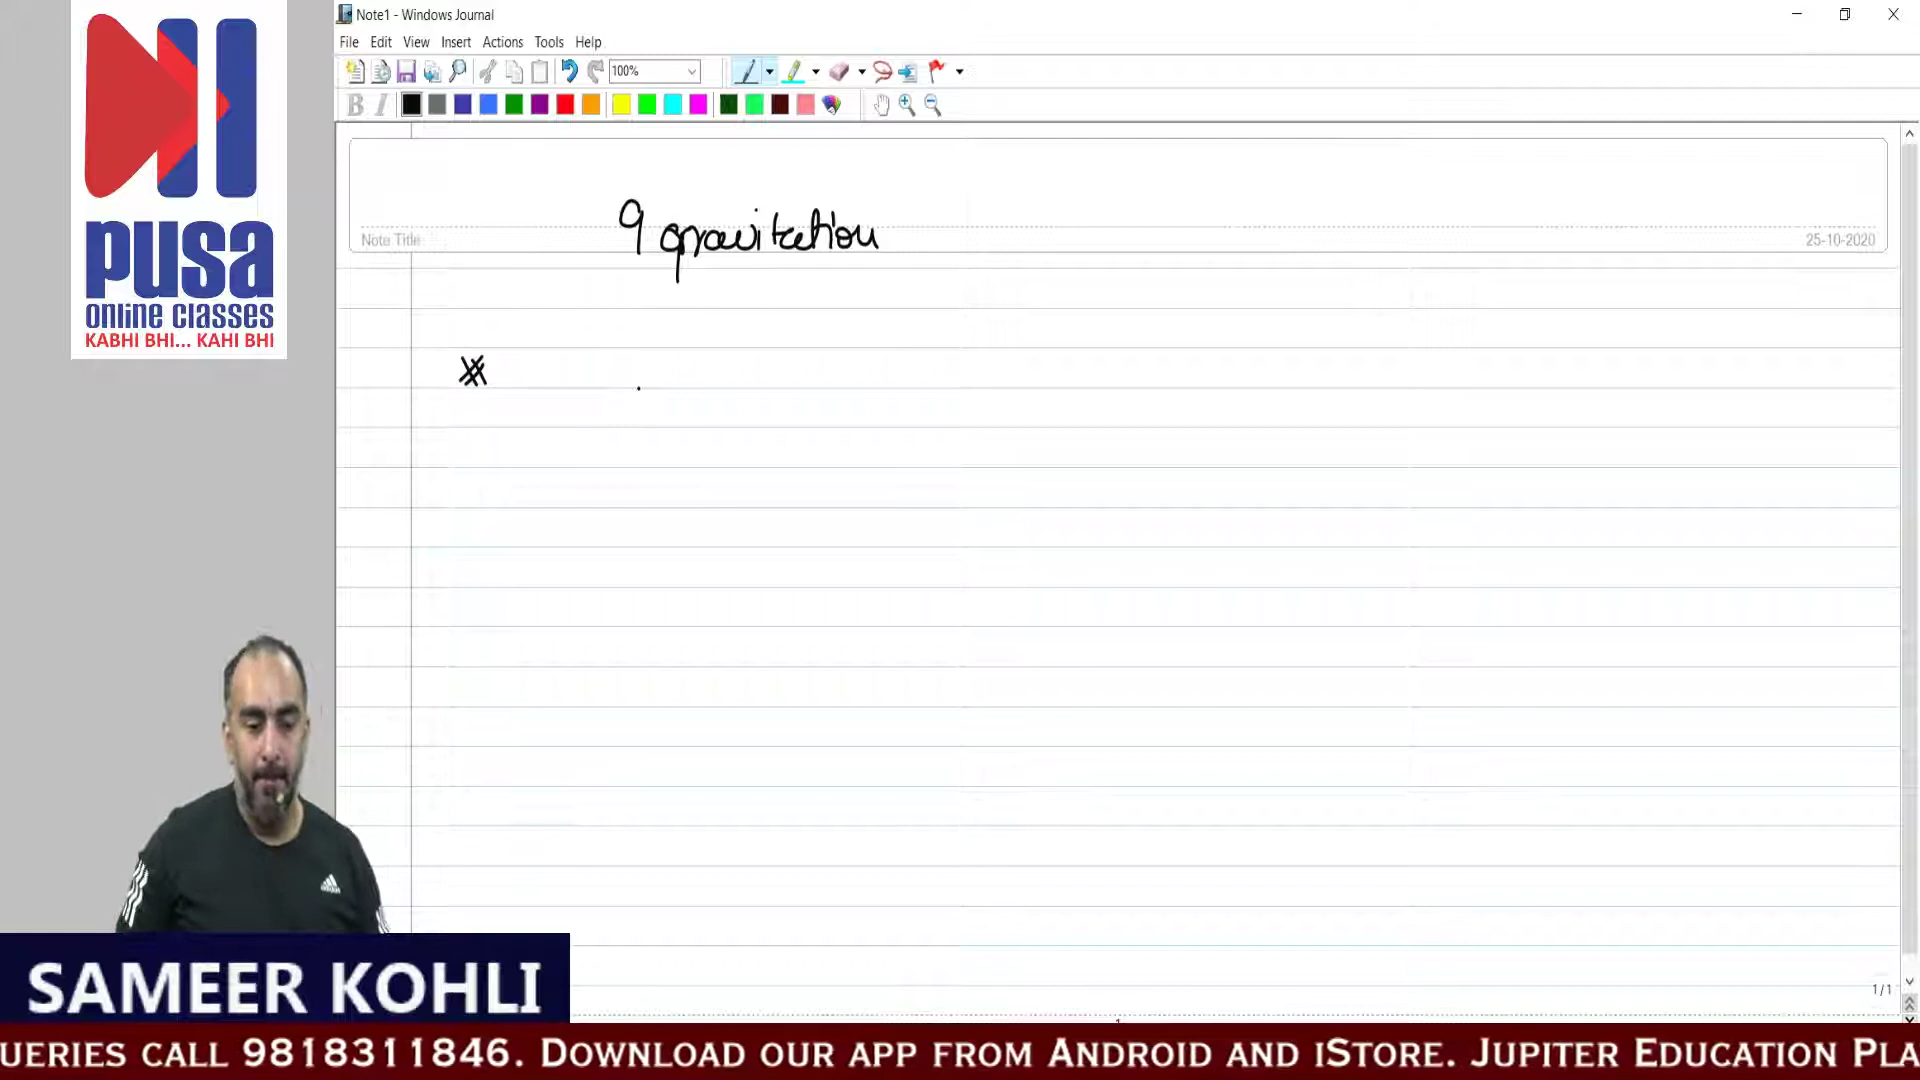 PUSA
ONLINE CLASSES
KABHI BHI... KAHI BHI
Note1 - Windows Journal
File Edit View Insert Actions Tools Help
100%
B I
9 gravitation
Note Title
25-10-2020
1/1
SAMEER KOHLI
UERIES CALL 9818311846. DOWNLOAD OUR APP FROM ANDROID AND ISTORE. JUPITER EDUCATION PLA